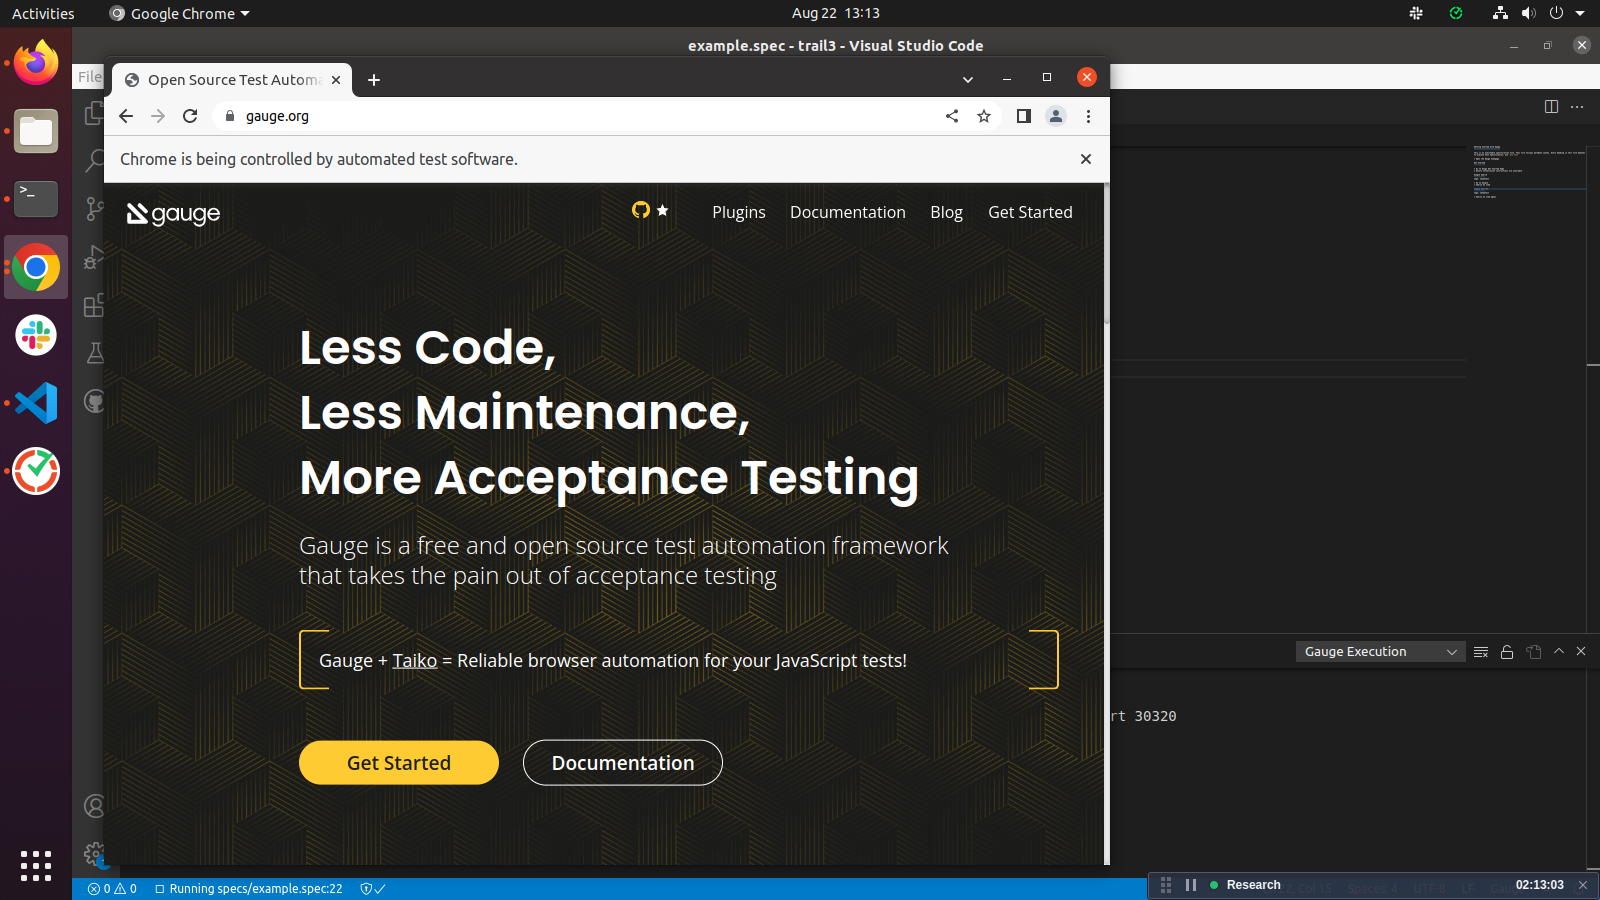 Activities
Google Chrome
Aug 22 13:13
example.spec - trail3 - Visual Studio Code
File
Open Source Test Automa
gauge.org
Chrome is being controlled by automated test software.
gauge
Plugins
Documentation
Blog
Get Started
Less Code,
Less Maintenance,
More Acceptance Testing
Gauge is a free and open source test automation framework
that takes the pain out of acceptance testing
Gauge + Taiko = Reliable browser automation for your JavaScript tests!
Get Started
Documentation
Gauge Execution
rt 30320
0 0
Running specs/example.spec:22
Research
02:13:03